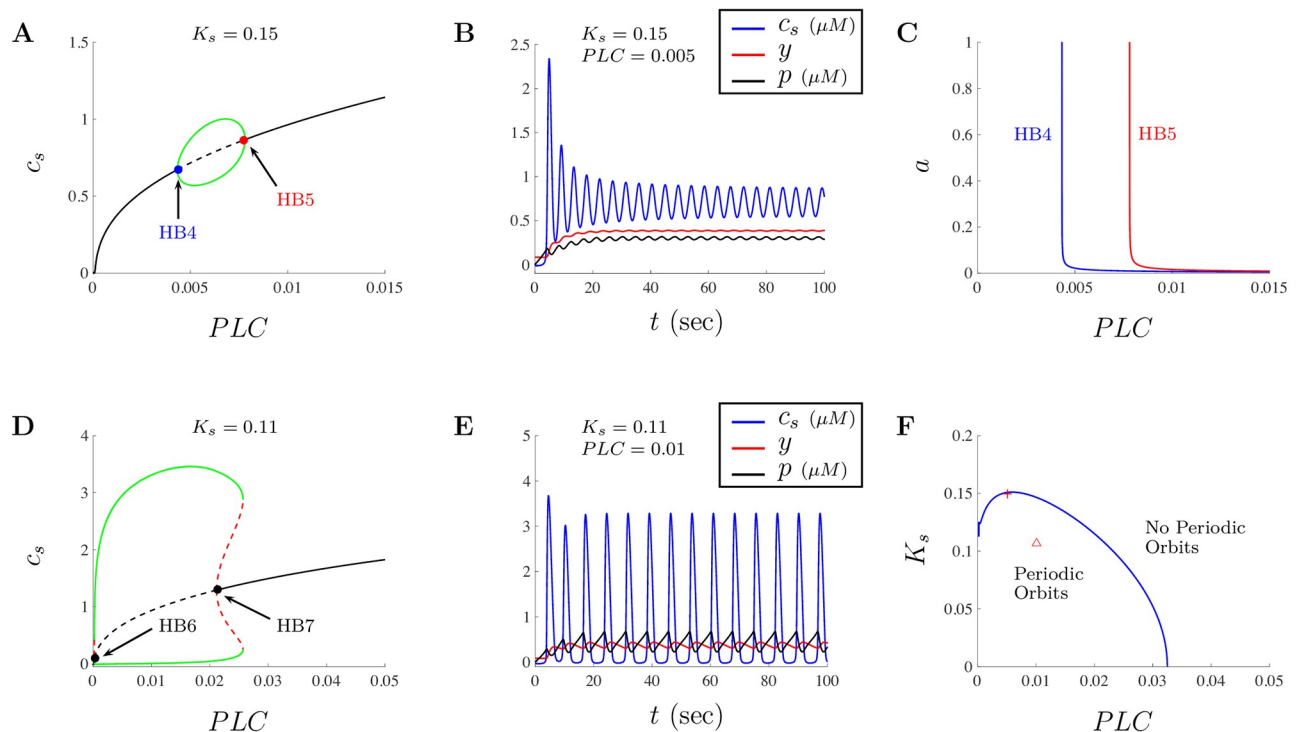 A
K_s = 0.15
c_s
1.5
1
0.5
0
HB4
HB5
0
0.005
0.01
0.015
PLC
B
K_s = 0.15
PLC = 0.005
c_s (μM)
y
p (μM)
2.5
2
1.5
1
0.5
0
0
20
40
60
80
100
t (sec)
C
a
1
0.8
0.6
0.4
0.2
0
HB4
HB5
0
0.005
0.01
0.015
PLC
D
K_s = 0.11
c_s
4
3
2
1
0
HB6
HB7
0
0.01
0.02
0.03
0.04
0.05
PLC
E
K_s = 0.11
PLC = 0.01
c_s (μM)
y
p (μM)
5
4
3
2
1
0
0
20
40
60
80
100
t (sec)
F
K_s
0.2
0.15
0.1
0.05
0
No Periodic
Orbits
Periodic
Orbits
0
0.01
0.02
0.03
0.04
0.05
PLC